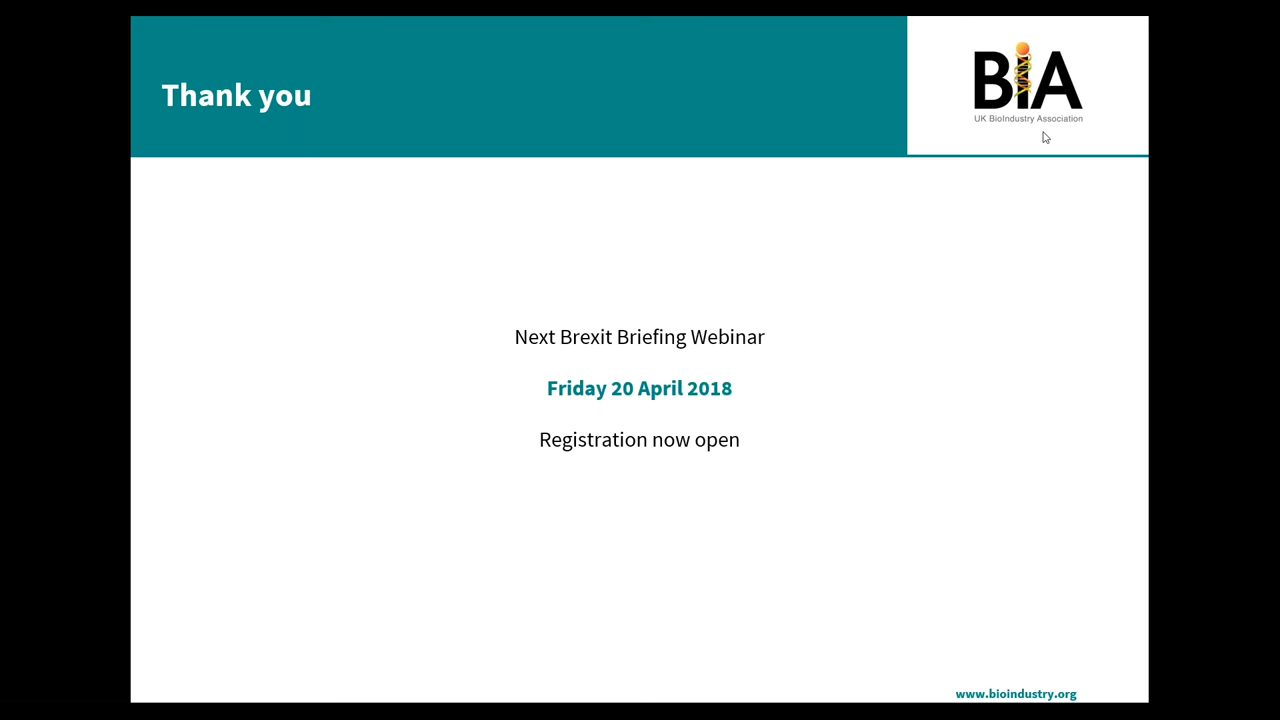 Thank you
BiA
UK BioIndustry Association
Next Brexit Briefing Webinar
Friday 20 April 2018
Registration now open
www.bioindustry.org